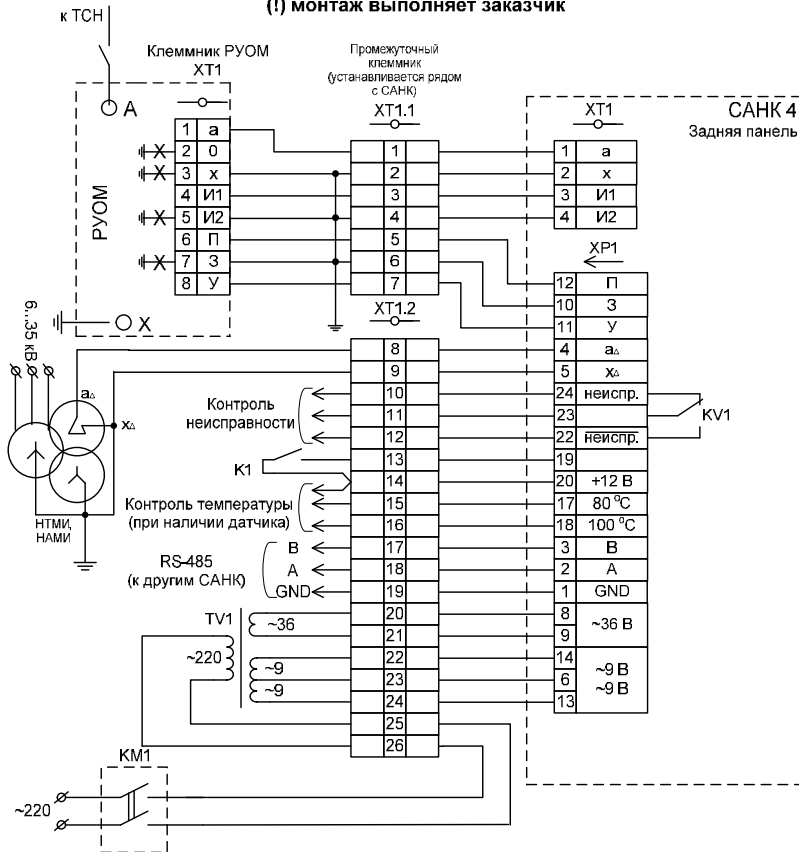 (!) монтаж выполняет заказчик
к ТСН
Клеммник РУОМ
XT1
Промежуточный
клеммник
(устанавливается рядом
с САНК)
XT1.1
XT1
САНК 4
Задняя панель
A
РУОМ
1 а
2 0
3 х
4 И1
5 И2
6 П
7 З
8 У
X
1
2
3
4
5
6
7
1 а
2 х
3 И1
4 И2
XP1
12 П
10 З
11 У
4 а∆
5 х∆
24 неиспр.
23
22 неиспр.
19
20 +12 В
17 80 °С
18 100 °С
3 В
2 А
1 GND
8
9
~36 В
14
6
13
~9 В
~9 В
KV1
XT1.2
8
9
10
11
12
13
14
15
16
17
18
19
20
21
22
23
24
25
26
6...35 кВ
а∆
х∆
НТМИ,
НАМИ
Контроль
неисправности
К1
Контроль температуры
(при наличии датчика)
RS-485
(к другим САНК)
В
А
GND
TV1
~220
~36
~9
~9
КМ1
~220